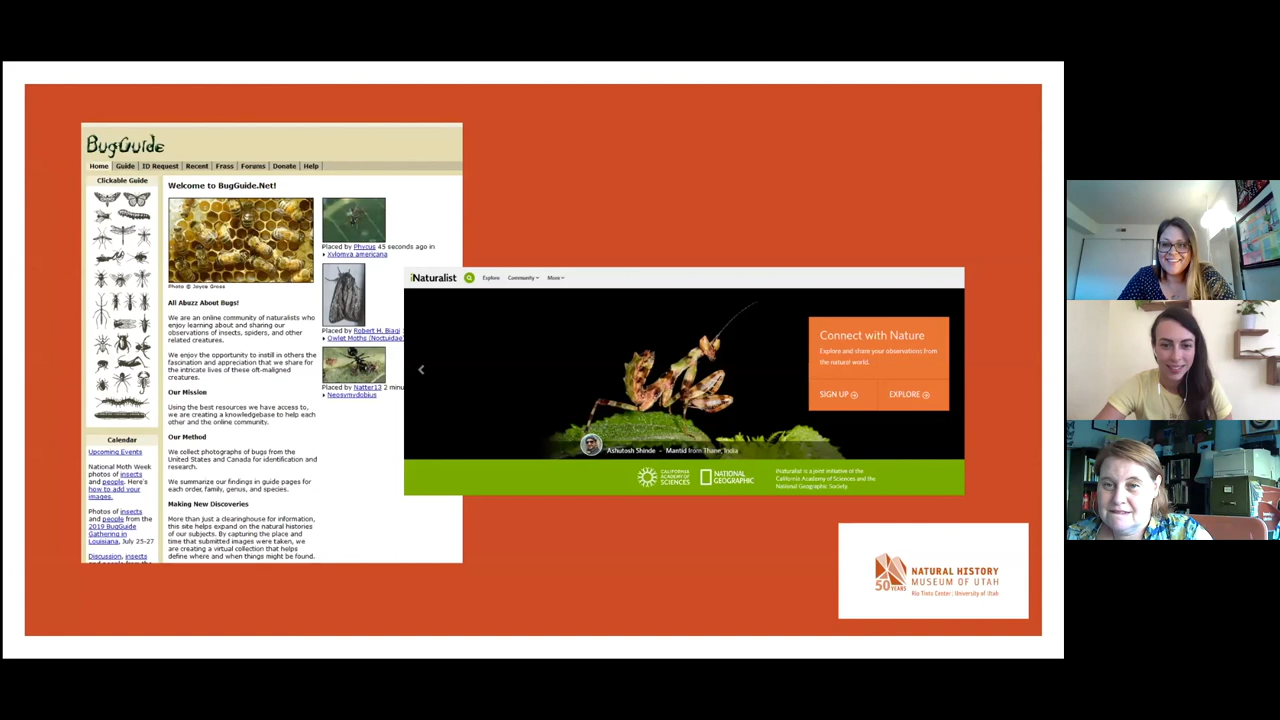 BugGuide
Home Guide ID Request Recent Frass Forums Donate Help
Clickable Guide
Calendar
Upcoming Events
National Moth Week
photos of insects
and people. Here's
how to add your
images.
Photos of insects
and people from the
2019 BugGuide
Gathering in
Louisiana, July 25-27
Discussion, insects
Welcome to BugGuide.Net!
Photo © Joyce Gross
All Abuzz About Bugs!
We are an online community of naturalists who
enjoy learning about and sharing our
observations of insects, spiders, and other
related creatures.
We enjoy the opportunity to instill in others the
fascination and appreciation that we share for
the intricate lives of these oft-maligned
creatures.
Our Mission
Using the best resources we have access to,
we are creating a knowledgebase to help each
other and the online community.
Our Method
We collect photographs of bugs from the
United States and Canada for identification and
research.
We summarize our findings in guide pages for
each order, family, genus, and species.
Making New Discoveries
More than just a clearinghouse for information,
this site helps expand on the natural histories
of our subjects. By capturing the place and
time that submitted images were taken, we
are creating a virtual collection that helps
define where and when things might be found.
Placed by Phycus 45 seconds ago in
Xylomya americana
Placed by Robert H. Biagi
Owlet Moths (Noctuidae)
Placed by Natter13 2 minu
Neosymydobius
iNaturalist Explore Community More
Connect with Nature
Explore and share your observations from
the natural world.
SIGN UP EXPLORE
Ashutosh Shinde - Mantid from Thane, India
CALIFORNIA
ACADEMY OF
SCIENCES
NATIONAL
GEOGRAPHIC
iNaturalist is a joint initiative of the
California Academy of Sciences and the
National Geographic Society.
50 YEARS
NATURAL HISTORY
MUSEUM OF UTAH
Rio Tinto Center | University of Utah